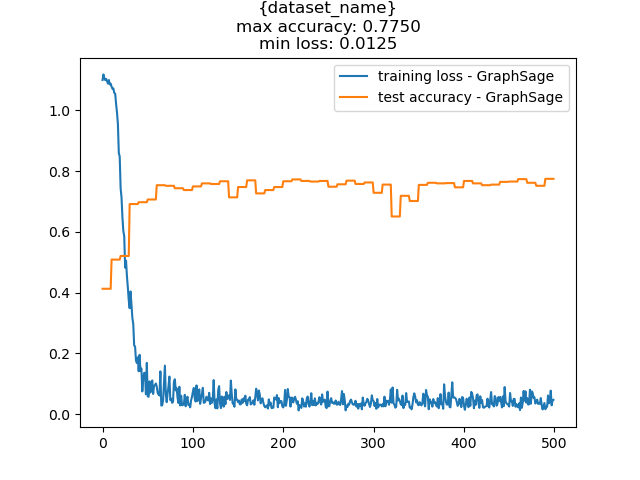 {dataset_name}
max accuracy: 0.7750
min loss: 0.0125
training loss - GraphSage
test accuracy - GraphSage
1.0
0.8
0.6
0.4
0.2
0.0
0 100 200 300 400 500